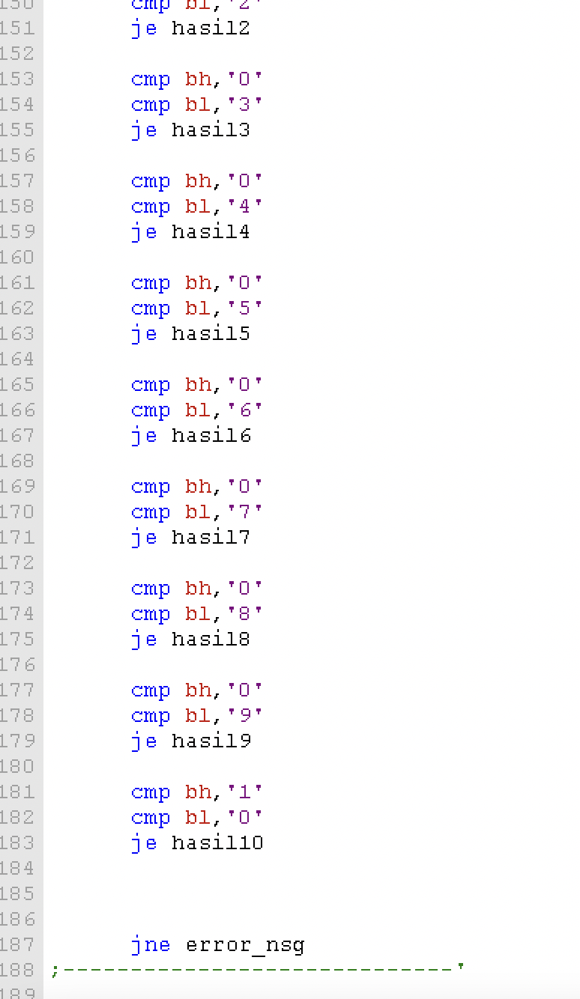 150 cmp bl,'2'
151 je hasil2
152
153 cmp bh,'0'
154 cmp bl,'3'
155 je hasil3
156
157 cmp bh,'0'
158 cmp bl,'4'
159 je hasil4
160
161 cmp bh,'0'
162 cmp bl,'5'
163 je hasil5
164
165 cmp bh,'0'
166 cmp bl,'6'
167 je hasil6
168
169 cmp bh,'0'
170 cmp bl,'7'
171 je hasil7
172
173 cmp bh,'0'
174 cmp bl,'8'
175 je hasil8
176
177 cmp bh,'0'
178 cmp bl,'9'
179 je hasil9
180
181 cmp bh,'1'
182 cmp bl,'0'
183 je hasil10
184
185
186
187 jne error_nsg
188 ;-----------------------------'
189